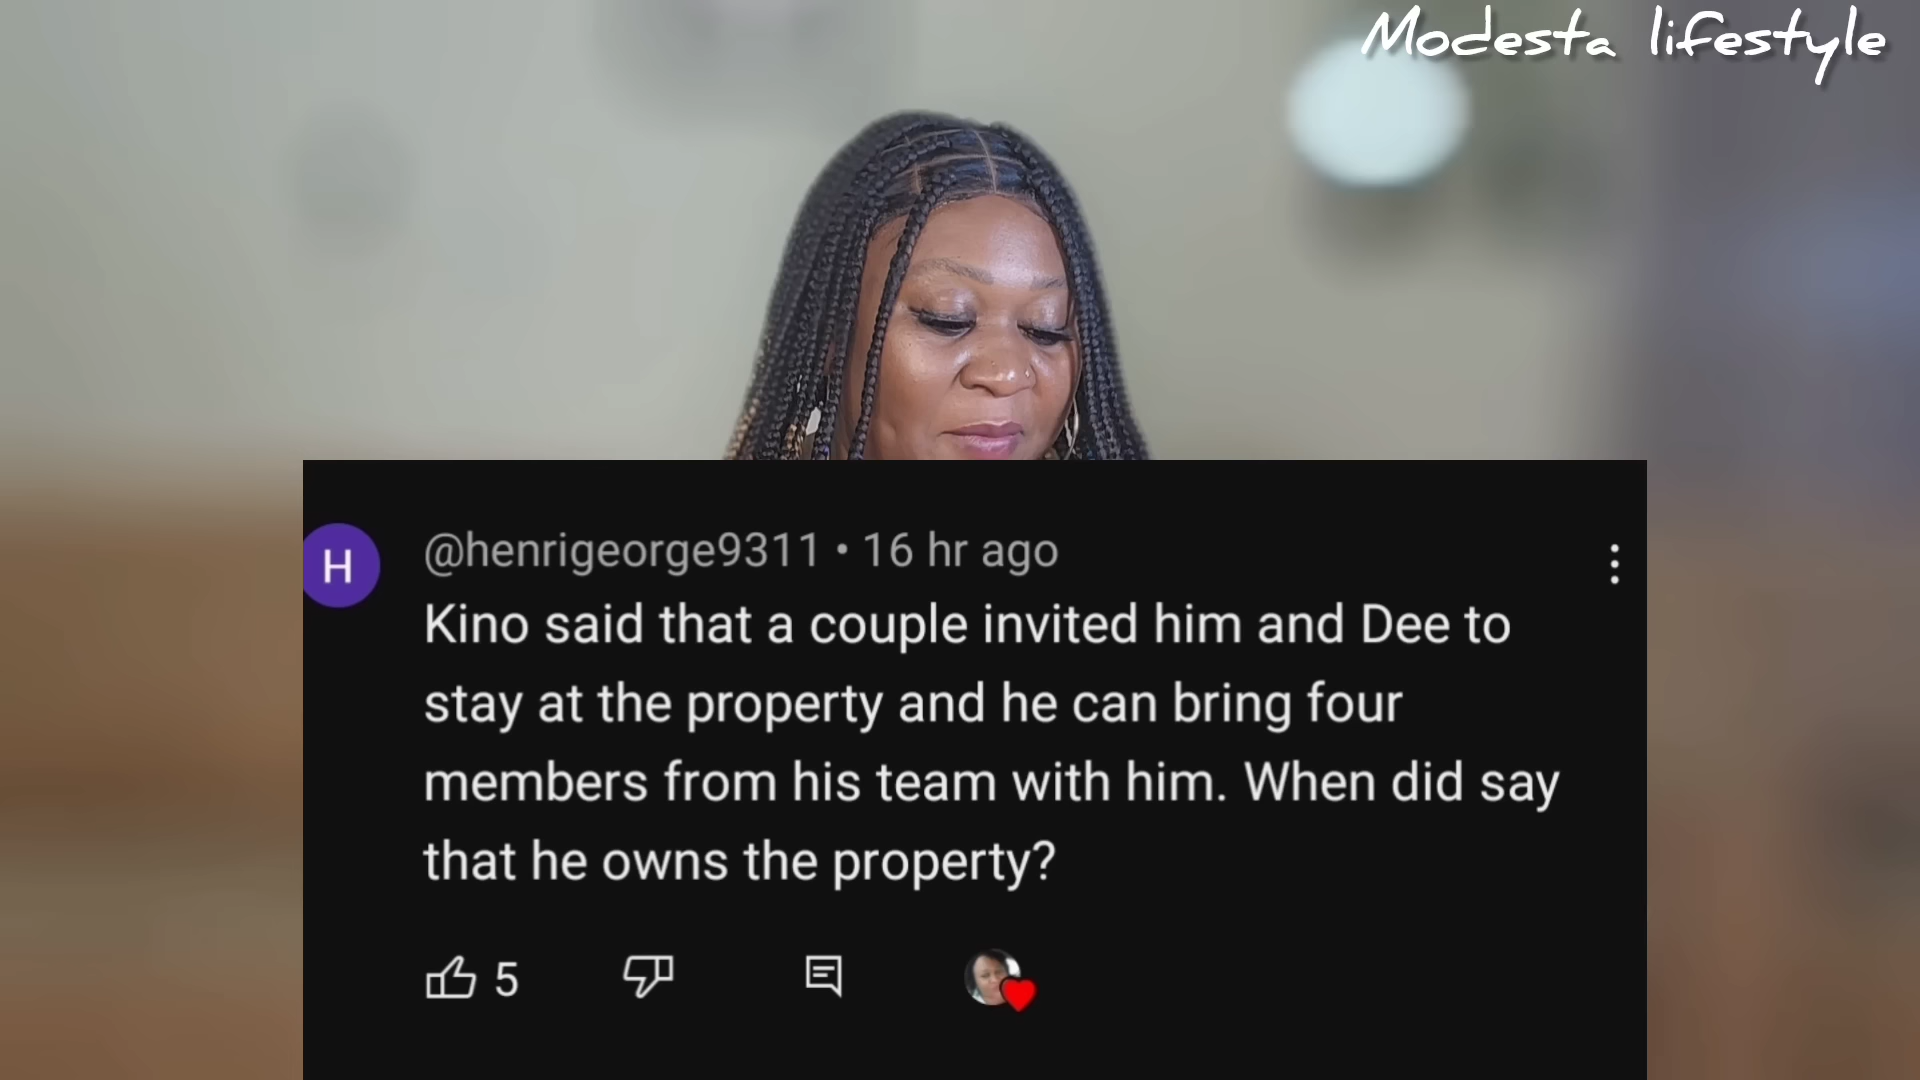 Modesta lifestyle
H
@henrigeorge9311 • 16 hr ago
Kino said that a couple invited him and Dee to
stay at the property and he can bring four
members from his team with him. When did say
that he owns the property?
5